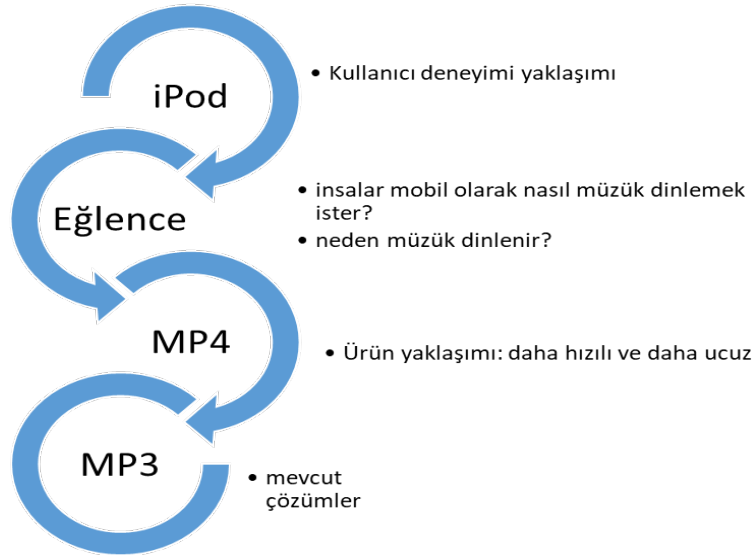 iPod
• Kullanıcı deneyimi yaklaşımı
Eğlence
• insalar mobil olarak nasıl müzük dinlemek
ister?
• neden müzük dinlenir?
MP4
• Ürün yaklaşımı: daha hızılı ve daha ucuz
MP3
• mevcut
çözümler